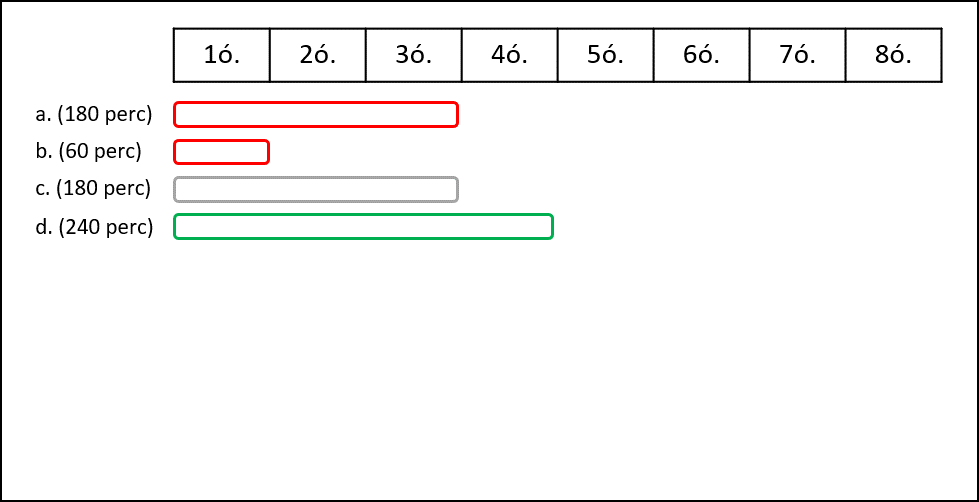 1ó. 2ó. 3ó. 4ó. 5ó. 6ó. 7ó. 8ó.
a. (180 perc)
b. (60 perc)
c. (180 perc)
d. (240 perc)